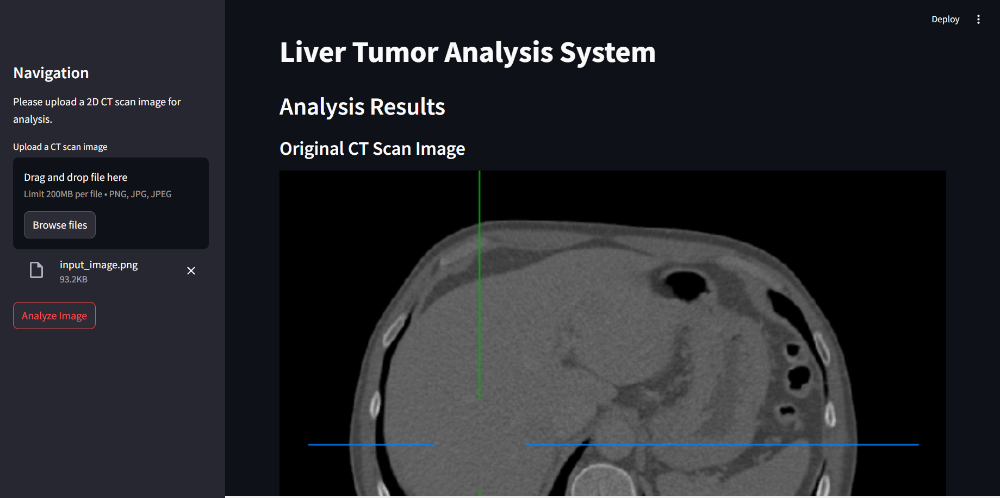 Deploy
Navigation
Please upload a 2D CT scan image for
analysis.
Upload a CT scan image
Drag and drop file here
Limit 200MB per file • PNG, JPG, JPEG
Browse files
input_image.png
93.2KB
Analyze Image
Liver Tumor Analysis System
Analysis Results
Original CT Scan Image